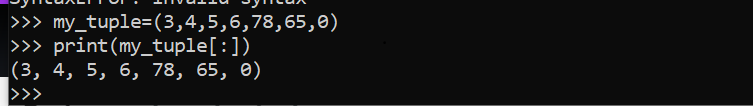 SyntaxError: invalid syntax
>>> my_tuple=(3,4,5,6,78,65,0)
>>> print(my_tuple[:])
(3, 4, 5, 6, 78, 65, 0)
>>>